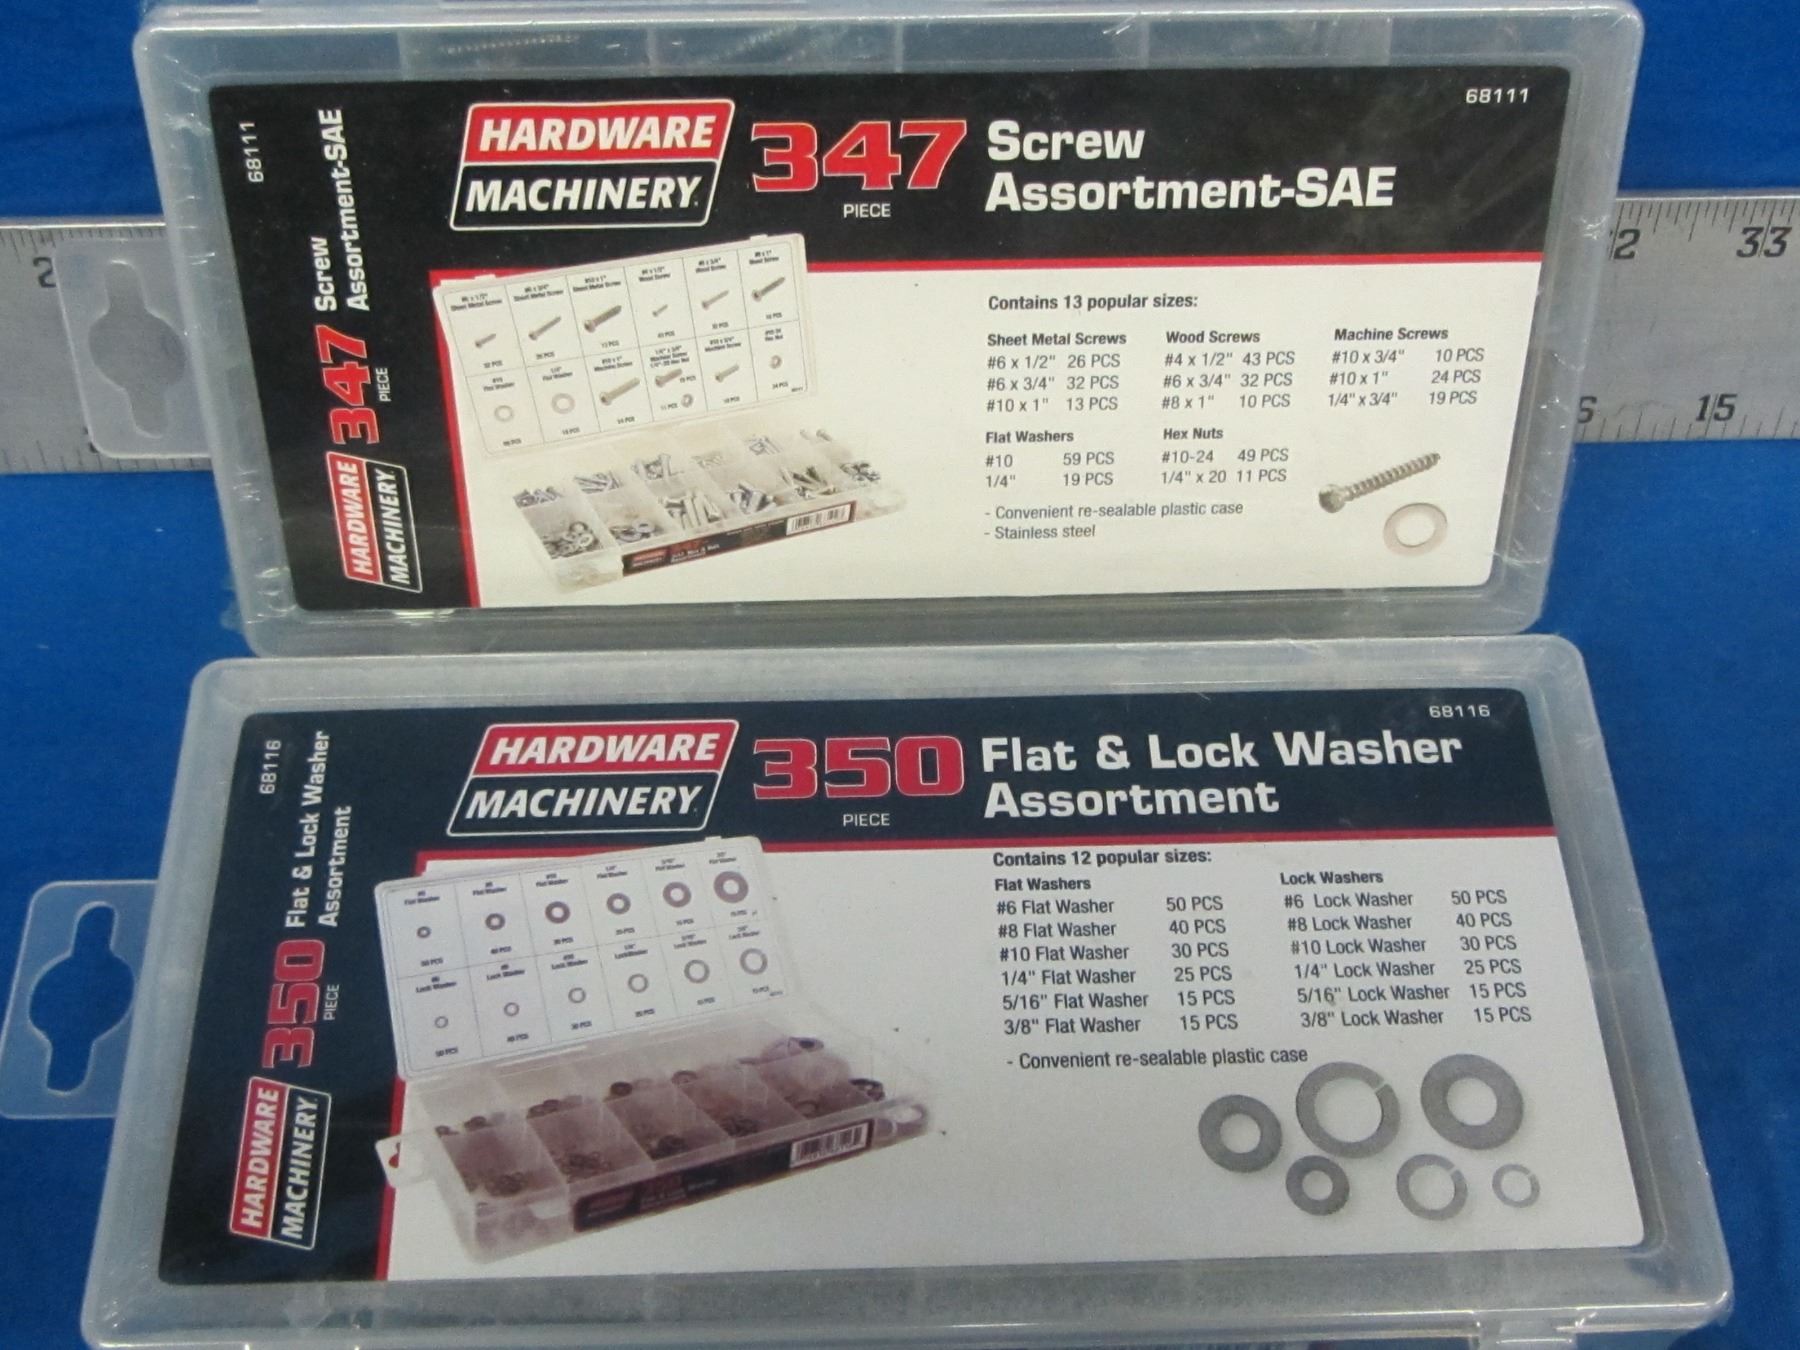 68111
HARDWARE
MACHINERY
347
PIECE
Screw
Assortment-SAE
68111
Screw
Assortment-SAE
347
PIECE
HARDWARE
MACHINERY
Contains 13 popular sizes:
Sheet Metal Screws
#6 x 1/2" 26 PCS
#6 x 3/4" 32 PCS
#10 x 1" 13 PCS
Wood Screws
#4 x 1/2" 43 PCS
#6 x 3/4" 32 PCS
#8 x 1" 10 PCS
Machine Screws
#10 x 3/4" 10 PCS
#10 x 1" 24 PCS
1/4" x 3/4" 19 PCS
Flat Washers
#10 59 PCS
1/4" 19 PCS
Hex Nuts
#10-24 49 PCS
1/4" x 20 11 PCS
- Convenient re-sealable plastic case
- Stainless steel
33
15
68116
HARDWARE
MACHINERY
350
PIECE
Flat & Lock Washer
Assortment
68116
Flat & Lock Washer
Assortment
350
PIECE
HARDWARE
MACHINERY
Contains 12 popular sizes:
Flat Washers
#6 Flat Washer 50 PCS
#8 Flat Washer 40 PCS
#10 Flat Washer 30 PCS
1/4" Flat Washer 25 PCS
5/16" Flat Washer 15 PCS
3/8" Flat Washer 15 PCS
Lock Washers
#6 Lock Washer 50 PCS
#8 Lock Washer 40 PCS
#10 Lock Washer 30 PCS
1/4" Lock Washer 25 PCS
5/16" Lock Washer 15 PCS
3/8" Lock Washer 15 PCS
- Convenient re-sealable plastic case